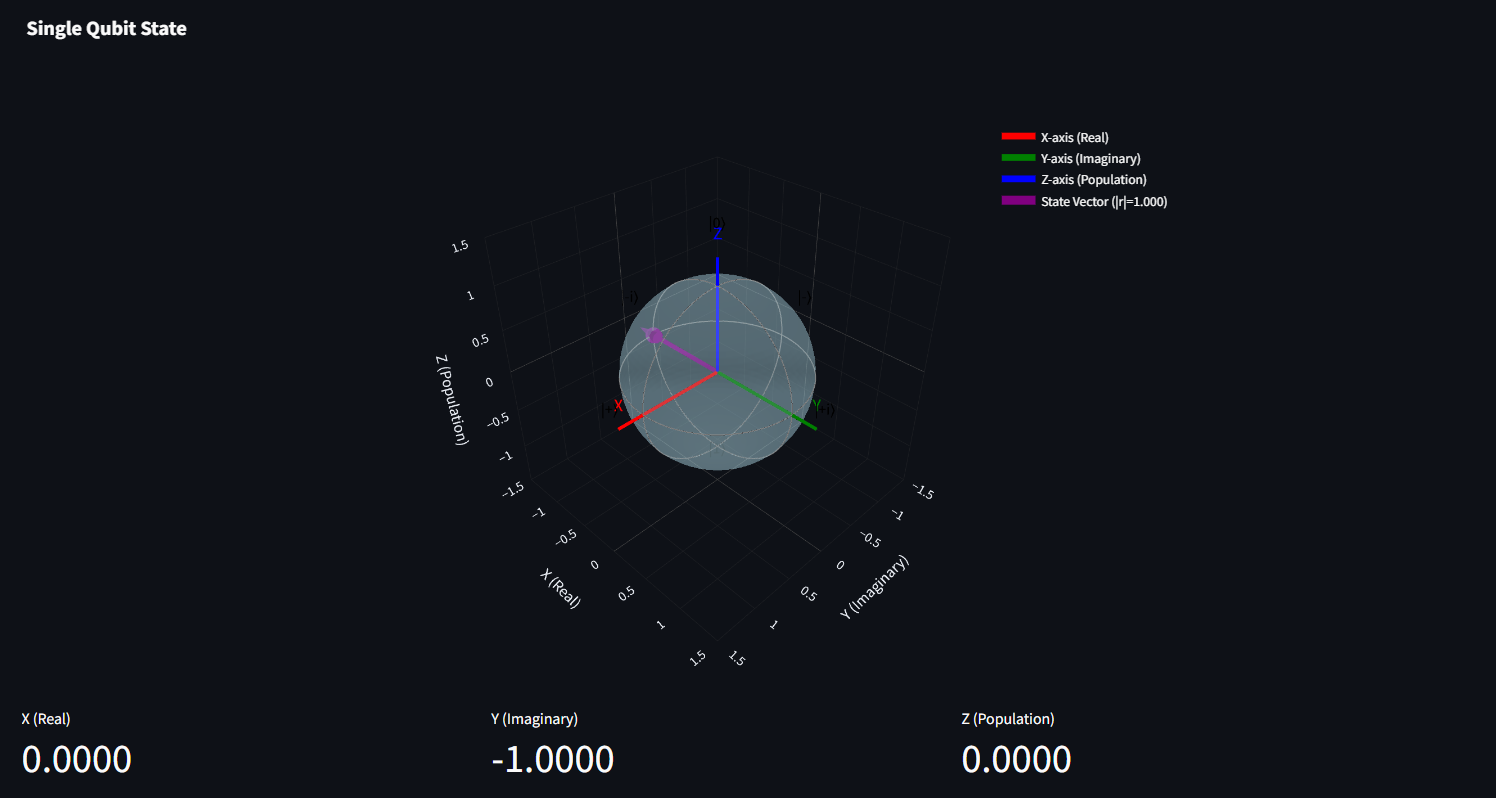 Single Qubit State
X-axis (Real)
Y-axis (Imaginary)
Z-axis (Population)
State Vector (|r|=1.000)
|0⟩
Z
|-⟩
X
Y
1.5
1
0.5
0
−0.5
−1
−1.5
Z (Population)
−1
−0.5
0
0.5
1
1.5
X (Real)
−1.5
−1
−0.5
0
0.5
1
1.5
Y (Imaginary)
X (Real)
Y (Imaginary)
Z (Population)
0.0000
-1.0000
0.0000